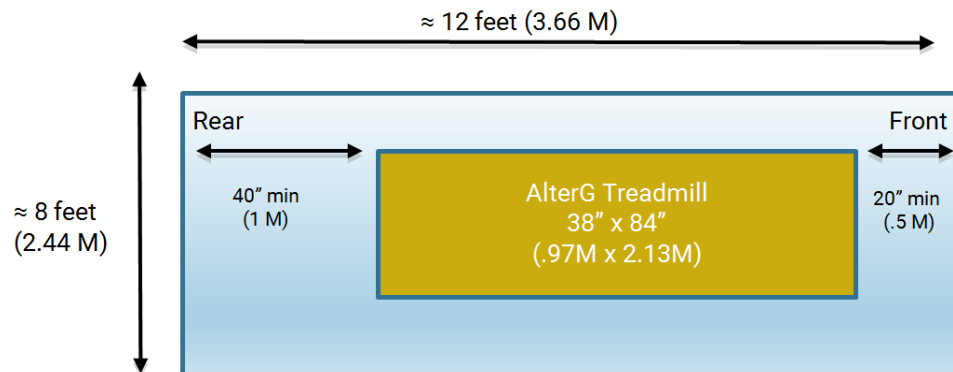 ≈ 12 feet (3.66 M)
Rear
Front
40” min
(1 M)
AlterG Treadmill
38” x 84”
(.97M x 2.13M)
20” min
(.5 M)
≈ 8 feet
(2.44 M)